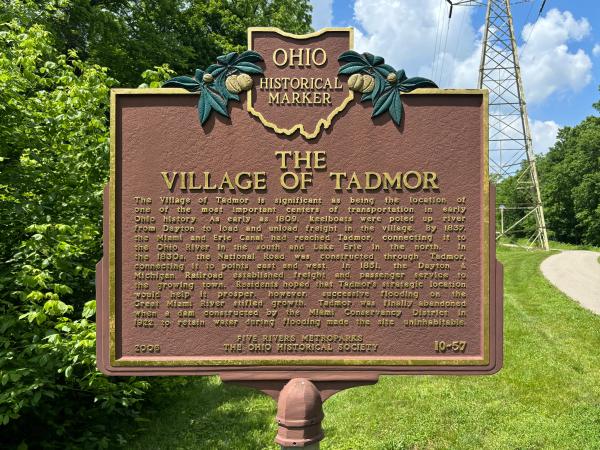 OHIO
HISTORICAL
MARKER
THE
VILLAGE OF TADMOR
The Village of Tadmor is significant as being the location of
one of the most important centers of transportation in early
Ohio history. As early as 1809, keelboats were poled up river
from Dayton to load and unload freight in the village. By 1837,
the Miami and Erie Canal had reached Tadmor, connecting it to
the Ohio River in the south and Lake Erie in the north. In
the 1830s, the National Road was constructed through Tadmor,
connecting it to points east and west. In 1851, the Dayton &
Michigan Railroad established freight and passenger service to
the growing town. Residents hoped that Tadmor's strategic location
would help it prosper, however, successive flooding on the
Great Miami River stifled growth. Tadmor was finally abandoned
when a dam constructed by the Miami Conservancy District in
1922 to retain water during flooding made the site uninhabitable.
FIVE RIVERS METROPARKS
2008 THE OHIO HISTORICAL SOCIETY 10-57